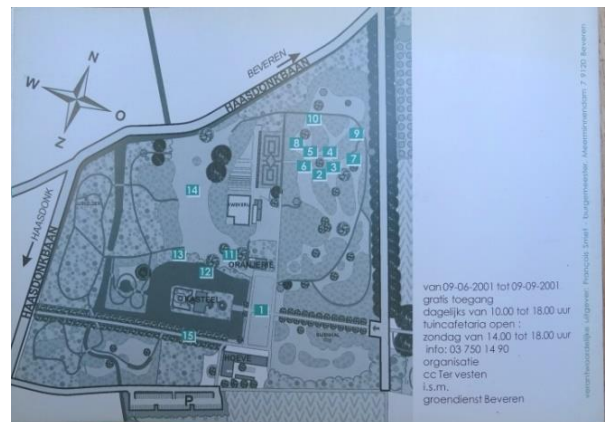 N
W
O
Z
BEVEREN
HAASDONKBAAN
HAASDONK
HAASDONKBAAN
10
9
8
5
4
7
6
3
2
14
13
11
ORANJERIE
12
KASTEEL
1
15
HOEVE
P
van 09-06-2001 tot 09-09-2001.
gratis toegang
dagelijks van 10.00 tot 18.00 uur
tuincafetaria open :
zondag van 14.00 tot 18.00 uur
info: 03 750 14 90
organisatie
cc Ter vesten
i.s.m.
groendienst Beveren
verantwoordelijke uitgever: François Smet - burgemeester, 7 9120 Beveren